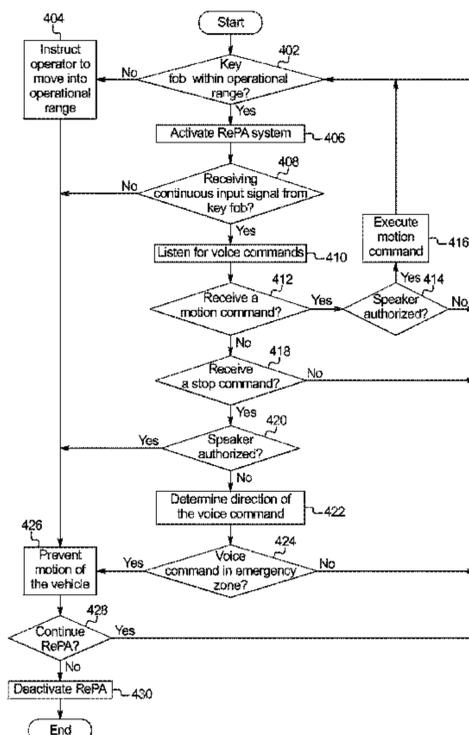 Start
404
Instruct
operator to
move into
operational
range
No
402
Key
fob within operational
range?
Yes
Activate RePA system
406
408
Receiving
continuous input signal from
key fob?
No
Yes
Listen for voice commands
410
412
Receive a
motion command?
Yes
414
Speaker
authorized?
Yes
No
Execute
motion
command
416
No
418
Receive
a stop command?
No
Yes
420
Speaker
authorized?
Yes
No
Determine direction of
the voice command
422
424
Voice
command in emergency
zone?
Yes
No
426
Prevent
motion of
the vehicle
428
Continue
RePA?
Yes
No
Deactivate RePA
430
End